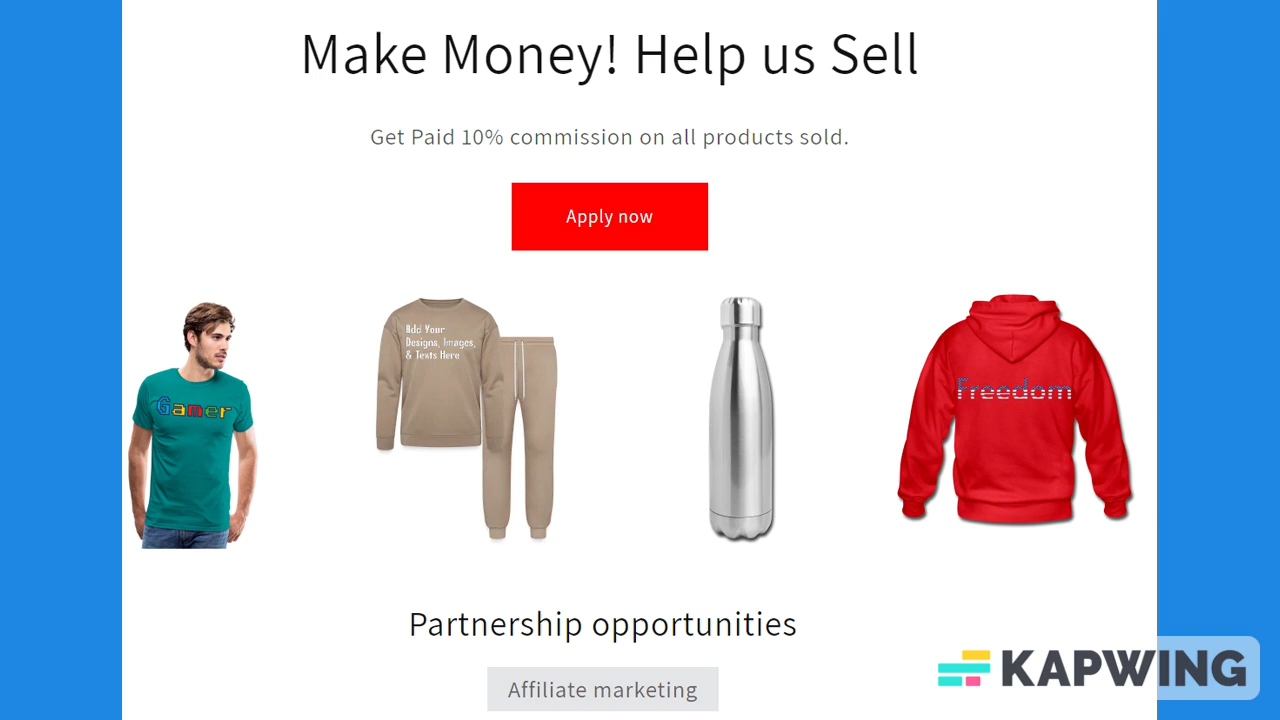 Make Money! Help us Sell
Get Paid 10% commission on all products sold.
Apply now
Gamer
Add Your
Designs, Images,
& Texts Here
Freedom
Partnership opportunities
Affiliate marketing
KAPWING